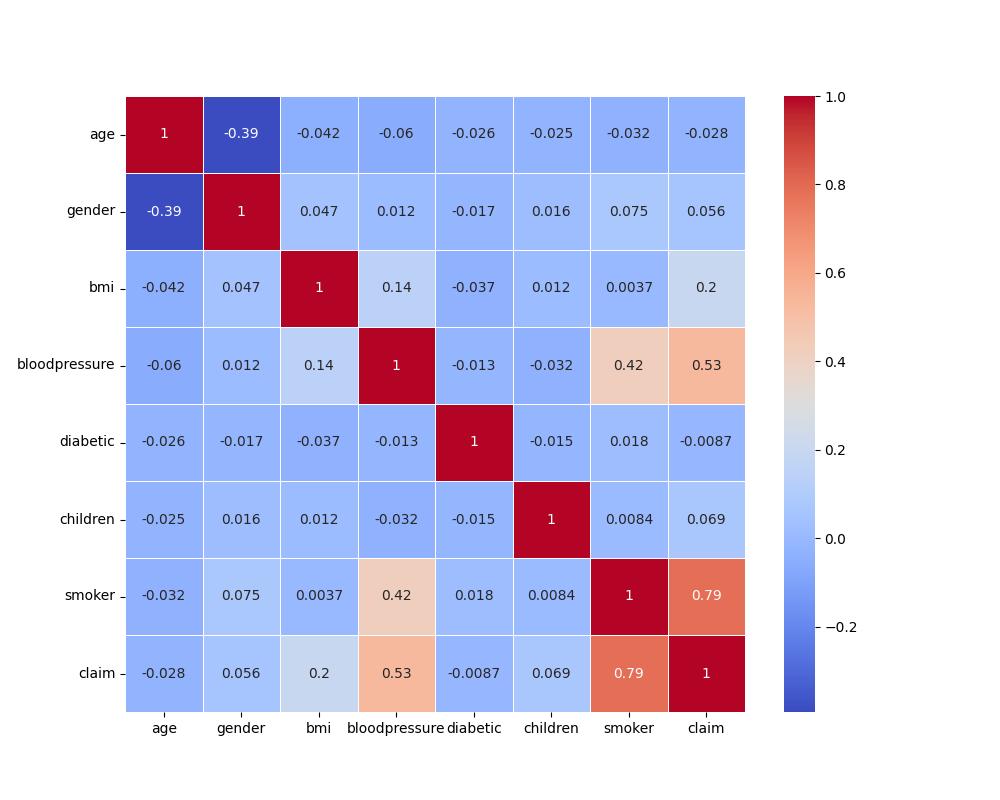 age 1 -0.39 -0.042 -0.06 -0.026 -0.025 -0.032 -0.028
gender -0.39 1 0.047 0.012 -0.017 0.016 0.075 0.056
bmi -0.042 0.047 1 0.14 -0.037 0.012 0.0037 0.2
bloodpressure -0.06 0.012 0.14 1 -0.013 -0.032 0.42 0.53
diabetic -0.026 -0.017 -0.037 -0.013 1 -0.015 0.018 -0.0087
children -0.025 0.016 0.012 -0.032 -0.015 1 0.0084 0.069
smoker -0.032 0.075 0.0037 0.42 0.018 0.0084 1 0.79
claim -0.028 0.056 0.2 0.53 -0.0087 0.069 0.79 1
age gender bmi bloodpressure diabetic children smoker claim
1.0
0.8
0.6
0.4
0.2
0.0
−0.2